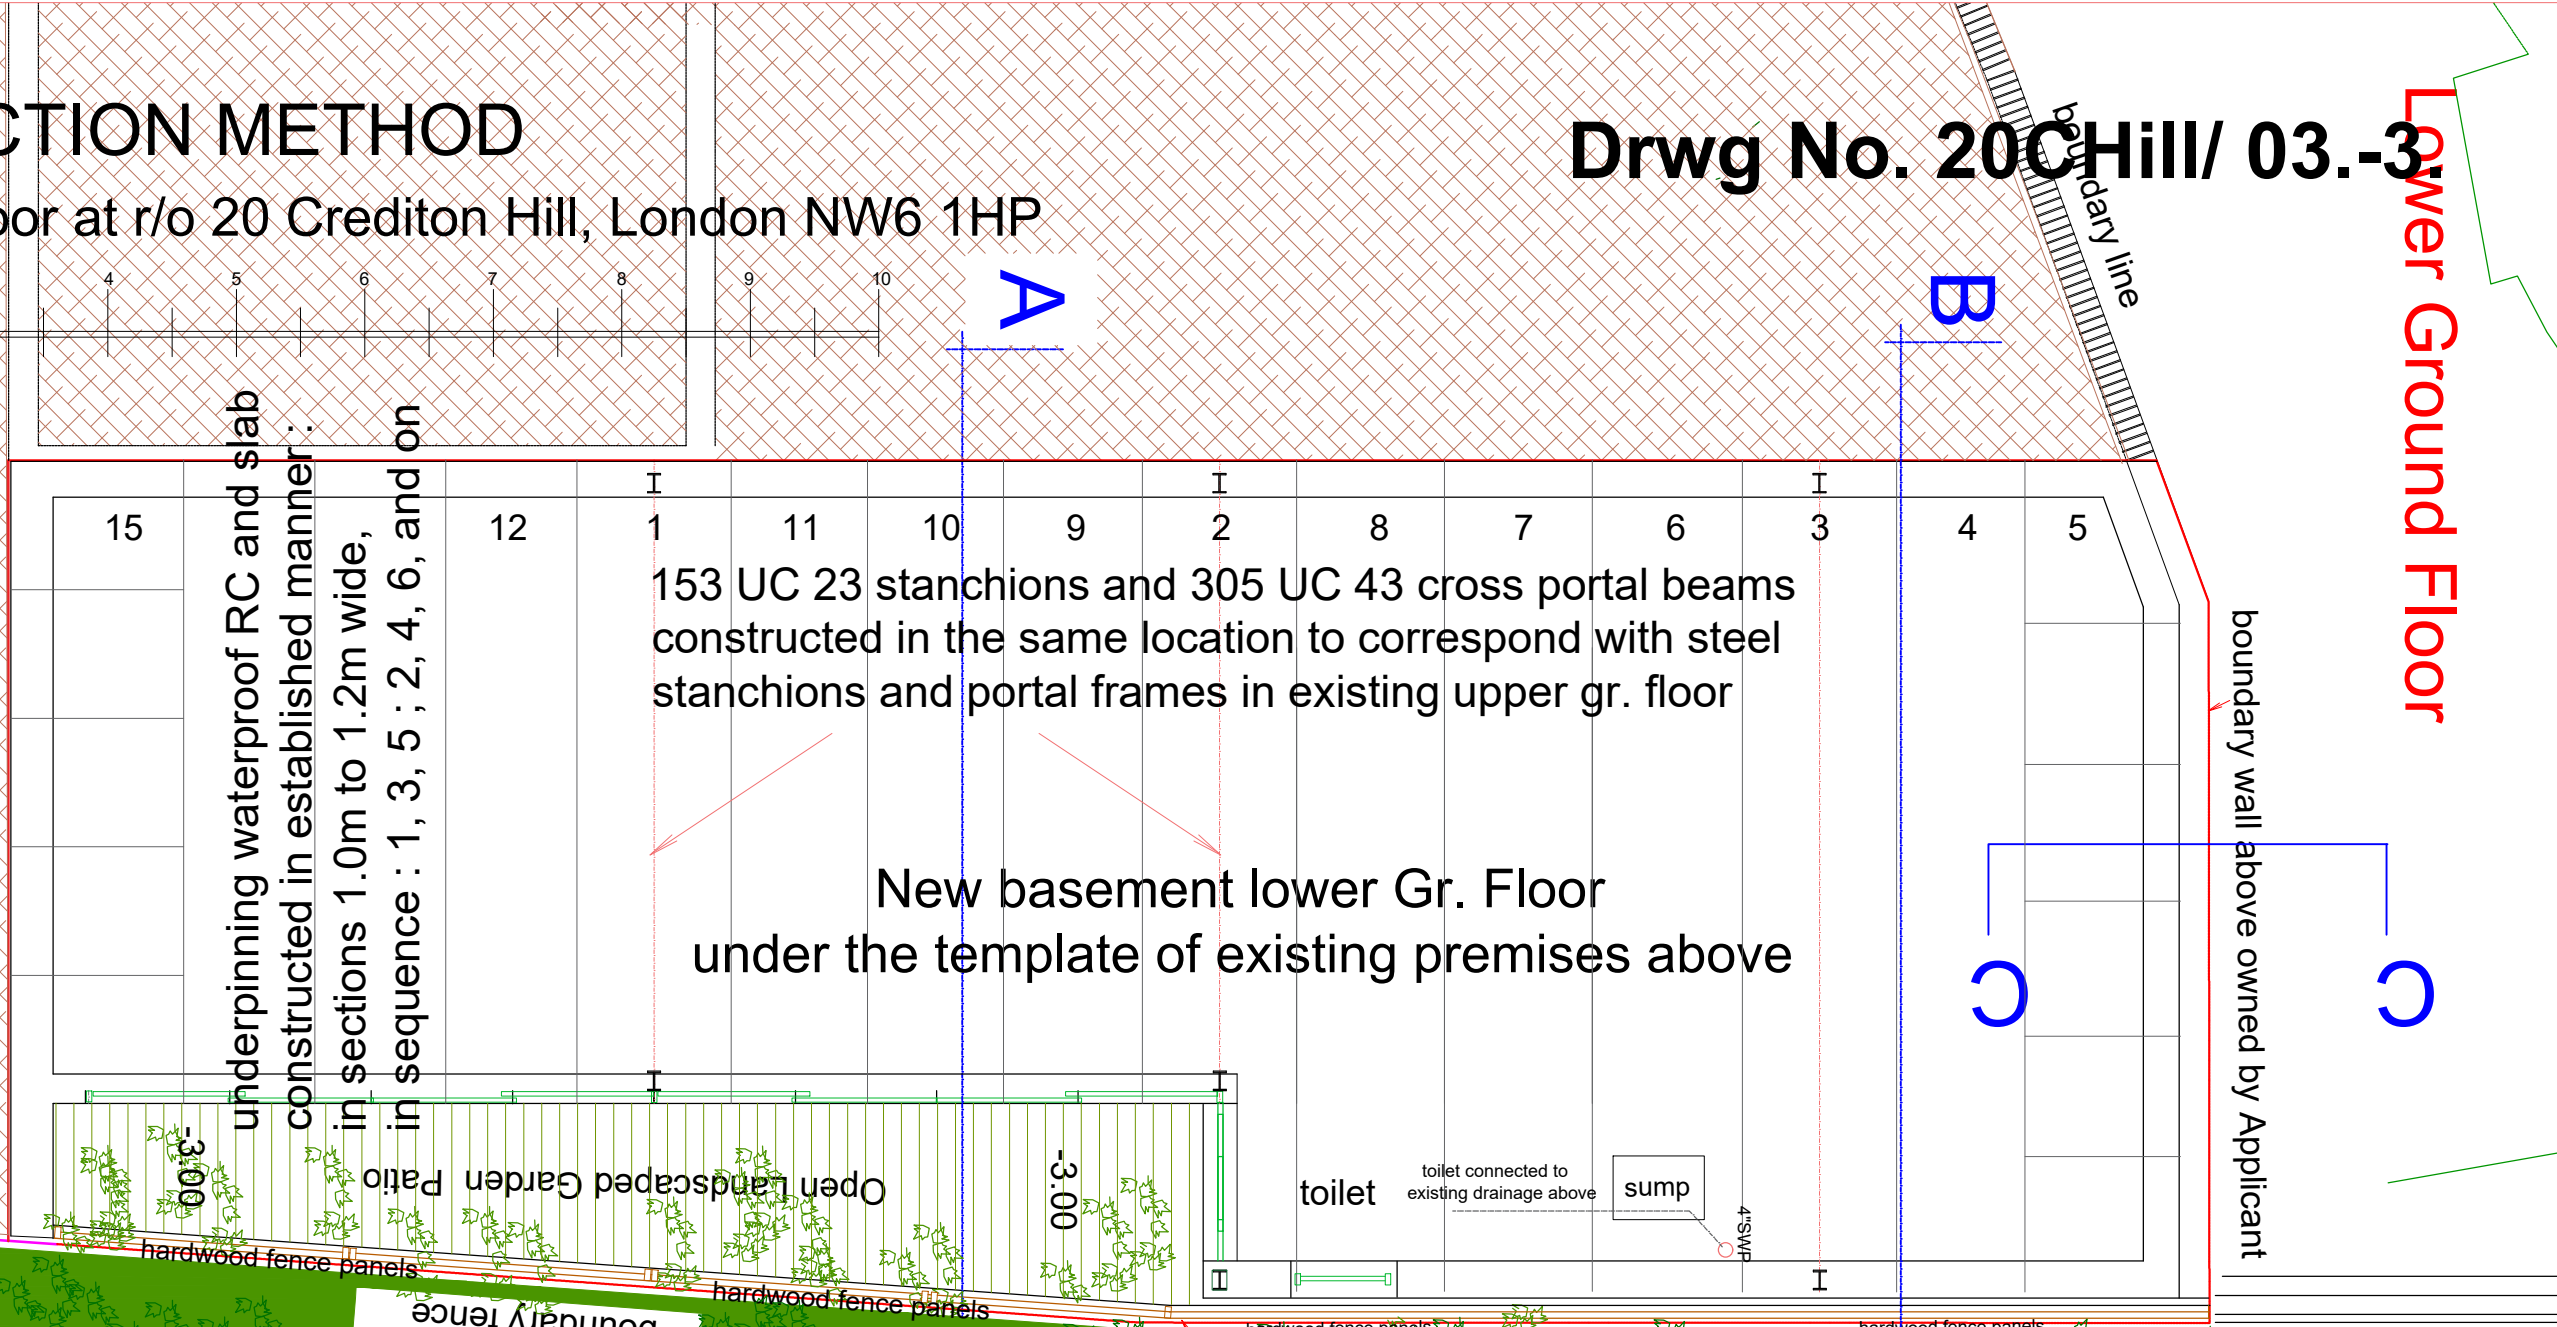 CTION METHOD
Drwg No. 20CHill/ 03.-3.
oor at r/o 20 Crediton Hill, London NW6 1HP
4 5 6 7 8 9 10
A
B
boundary line
Lower Ground Floor
underpinning waterproof RC and slab
constructed in established manner :
in sections 1.0m to 1.2m wide,
in sequence : 1, 3, 5 ; 2, 4, 6, and on
15 12 1 11 10 9 2 8 7 6 3 4 5
153 UC 23 stanchions and 305 UC 43 cross portal beams
constructed in the same location to correspond with steel
stanchions and portal frames in existing upper gr. floor
New basement lower Gr. Floor
under the template of existing premises above
C C
boundary wall above owned by Applicant
-3.00
Open Landscaped Garden Patio
-3.00
toilet
toilet connected to
existing drainage above
sump
4"SWP
hardwood fence panels
hardwood fence panels
boundary fence
hardwood fence panels
hardwood fence panels